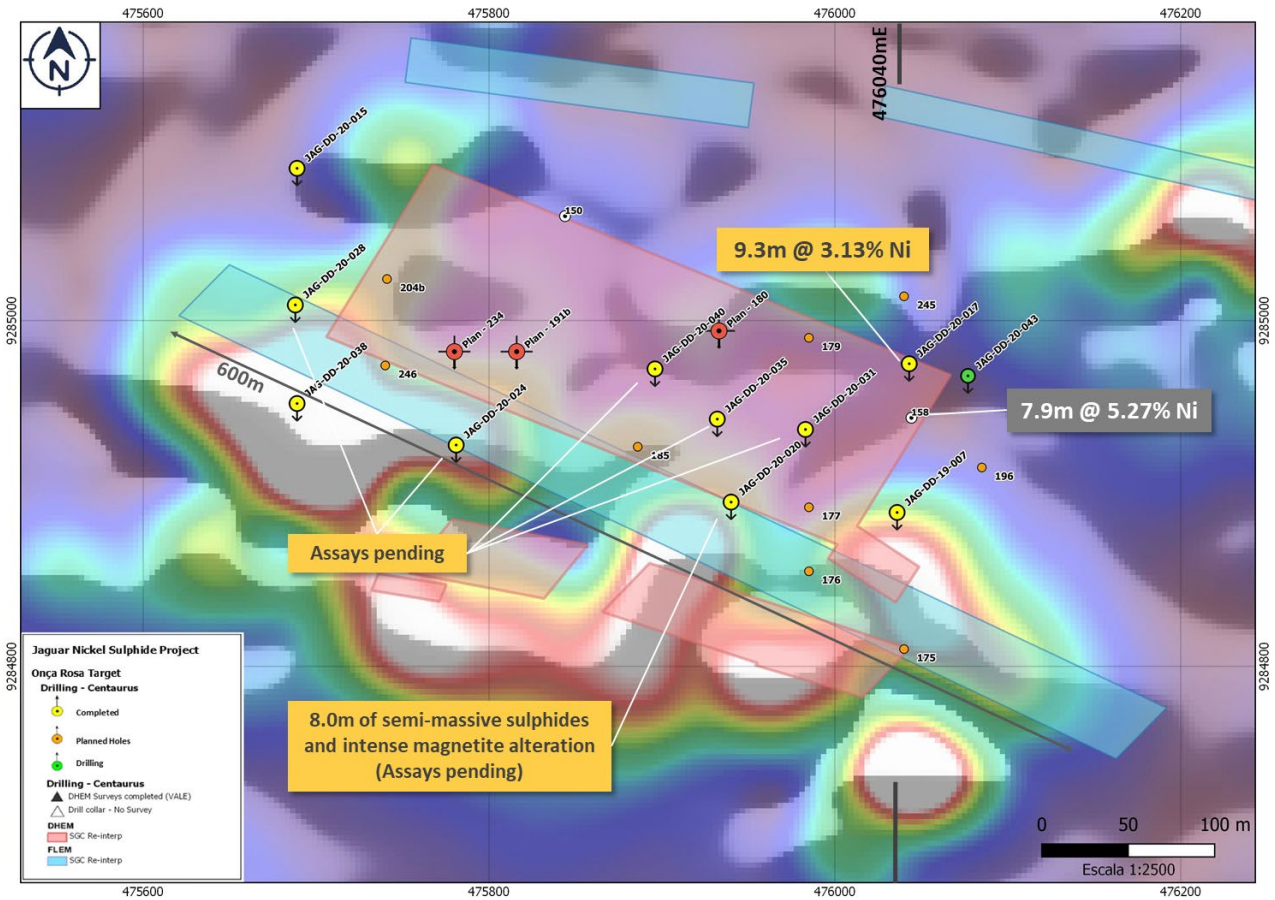 475600
475800
476000
476200
N
476040mE
JAG-DD-20-015
150
9.3m @ 3.13% Ni
JAG-DD-20-028
204b
245
9285000
9285000
Plan - 234
Plan - 191b
JAG-DD-20-040
Plan - 180
179
JAG-DD-20-017
JAG-DD-20-043
600m
JAG-DD-20-038
246
JAG-DD-20-035
JAG-DD-20-031
158
7.9m @ 5.27% Ni
JAG-DD-20-024
185
196
JAG-DD-20-020
177
JAG-DD-19-007
Assays pending
176
175
9284800
9284800
8.0m of semi-massive sulphides
and intense magnetite alteration
(Assays pending)
Jaguar Nickel Sulphide Project
Onça Rosa Target
Drilling - Centaurus
Completed
Planned Holes
Drilling
Drilling - Centaurus
DHEM Surveys completed (VALE)
Drill collar - No Survey
DHEM
SGC Re-interp
FLEM
SGC Re-interp
0 50 100 m
Escala 1:2500
475600
475800
476000
476200